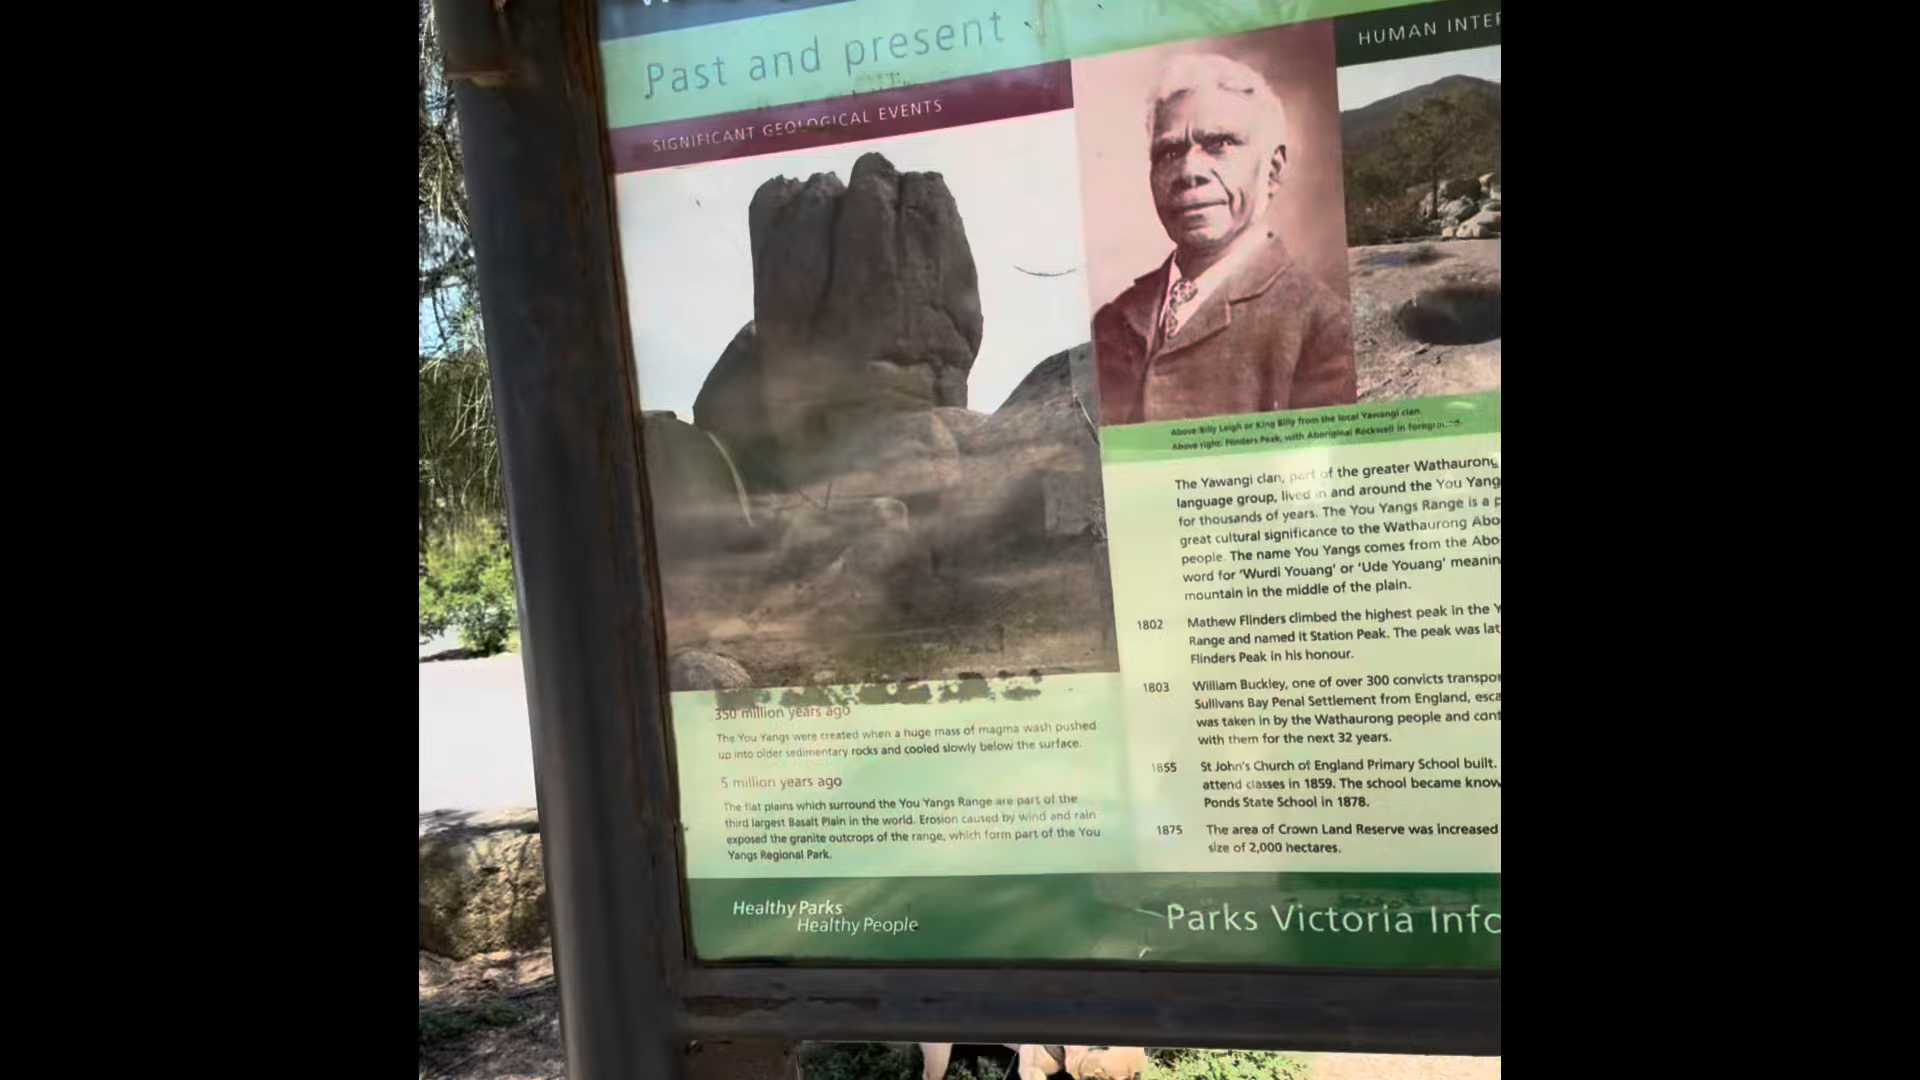 Past and present
SIGNIFICANT GEOLOGICAL EVENTS
HUMAN INTER
Above: Billy Leigh or King Billy from the local Yawangi clan.
Above right: Flinders Peak, with Aboriginal Rockwell in foreground.
The Yawangi clan, part of the greater Wathaurong
language group, lived in and around the You Yang
for thousands of years. The You Yangs Range is a p
great cultural significance to the Wathaurong Abo
people. The name You Yangs comes from the Abo
word for 'Wurdi Youang' or 'Ude Youang' meanin
mountain in the middle of the plain.
1802 Mathew Flinders climbed the highest peak in the Y
Range and named it Station Peak. The peak was lat
Flinders Peak in his honour.
1803 William Buckley, one of over 300 convicts transpo
Sullivans Bay Penal Settlement from England, esca
was taken in by the Wathaurong people and con
with them for the next 32 years.
1855 St John's Church of England Primary School built.
attend classes in 1859. The school became know
Ponds State School in 1878.
1875 The area of Crown Land Reserve was increased
size of 2,000 hectares.
350 million years ago
The You Yangs were created when a huge mass of magma wash pushed
up into older sedimentary rocks and cooled slowly below the surface.
5 million years ago
The flat plains which surround the You Yangs Range are part of the
third largest Basalt Plain in the world. Erosion caused by wind and rain
exposed the granite outcrops of the range, which form part of the You
Yangs Regional Park.
Healthy Parks
Healthy People
Parks Victoria Info